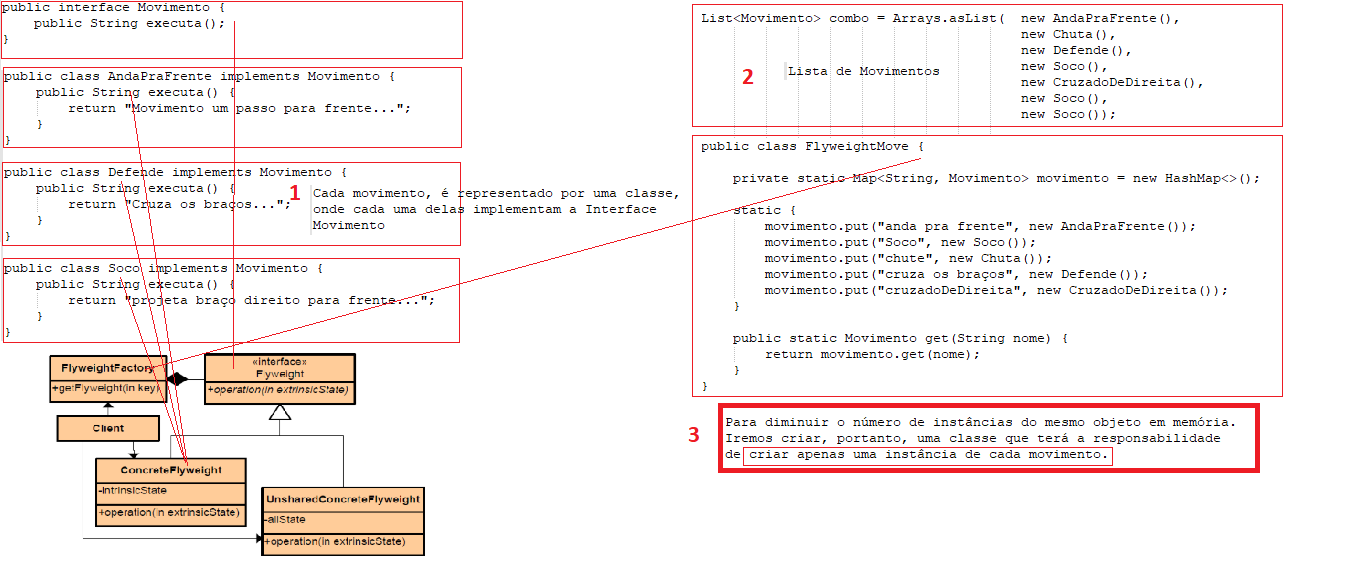 public interface Movimento {
public String executa();
}
public class AndaPraFrente implements Movimento {
public String executa() {
return "Movimento um passo para frente...";
}
}
public class Defende implements Movimento {
public String executa() {
return "Cruza os braços...";
}
}
1
Cada movimento, é representado por uma classe,
onde cada uma delas implementam a Interface
Movimento
public class Soco implements Movimento {
public String executa() {
return "projeta braço direito para frente...";
}
}
FlyweightFactory
+getFlyweight(in key)
«interface»
Flyweight
+operation(in extrinsicState)
Client
ConcreteFlyweight
-intrinsicState
+operation(in extrinsicState)
UnsharedConcreteFlyweight
-allState
+operation(in extrinsicState)
List<Movimento> combo = Arrays.asList( new AndaPraFrente(),
new Chuta(),
new Defende(),
new Soco(),
new CruzadoDeDireita(),
new Soco(),
new Soco());
2
Lista de Movimentos
public class FlyweightMove {
private static Map<String, Movimento> movimento = new HashMap<>();
static {
movimento.put("anda pra frente", new AndaPraFrente());
movimento.put("Soco", new Soco());
movimento.put("chute", new Chuta());
movimento.put("cruza os braços", new Defende());
movimento.put("cruzadoDeDireita", new CruzadoDeDireita());
}
public static Movimento get(String nome) {
return movimento.get(nome);
}
}
3
Para diminuir o número de instâncias do mesmo objeto em memória.
Iremos criar, portanto, uma classe que terá a responsabilidade
de criar apenas uma instância de cada movimento.